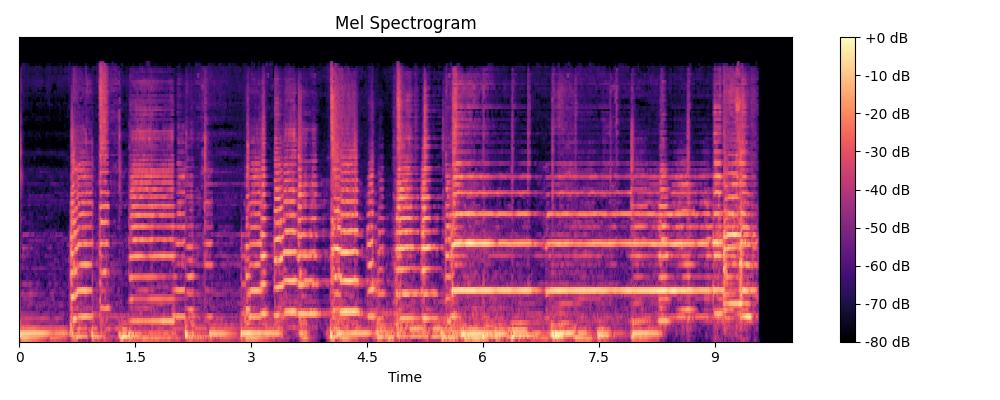 Mel Spectrogram
+0 dB
-10 dB
-20 dB
-30 dB
-40 dB
-50 dB
-60 dB
-70 dB
-80 dB
0 1.5 3 4.5 6 7.5 9
Time